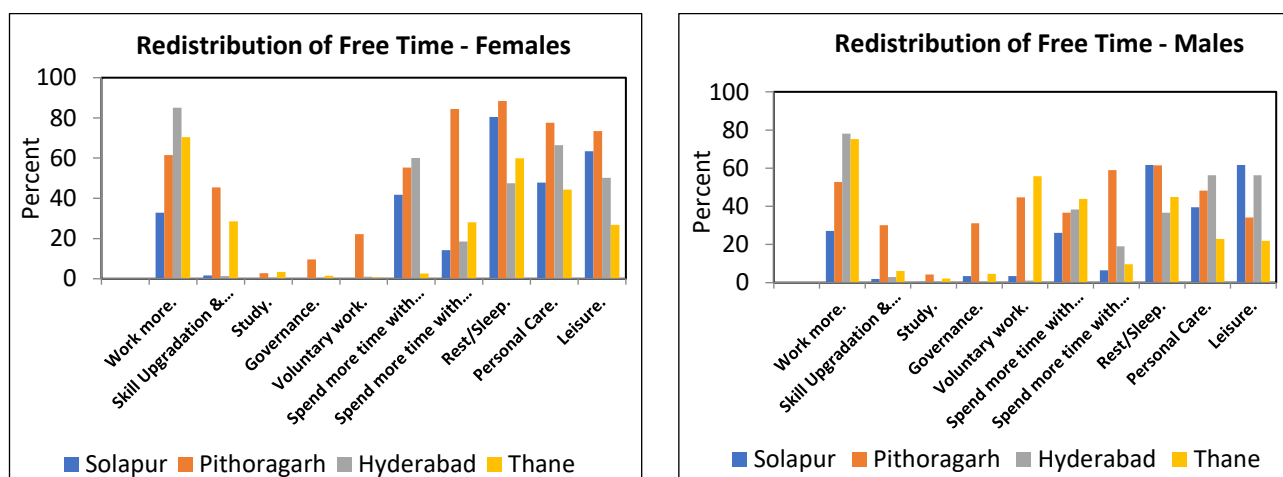 Redistribution of Free Time - Females
100
80
60
40
20
0
Percent
Work more.
Skill Upgradation &...
Study.
Governance.
Voluntary work.
Spend more time with...
Spend more time with...
Rest/Sleep.
Personal Care.
Leisure.
Solapur Pithoragarh Hyderabad Thane
Redistribution of Free Time - Males
100
80
60
40
20
0
Percent
Work more.
Skill Upgradation &...
Study.
Governance.
Voluntary work.
Spend more time with...
Spend more time with...
Rest/Sleep.
Personal Care.
Leisure.
Solapur Pithoragarh Hyderabad Thane